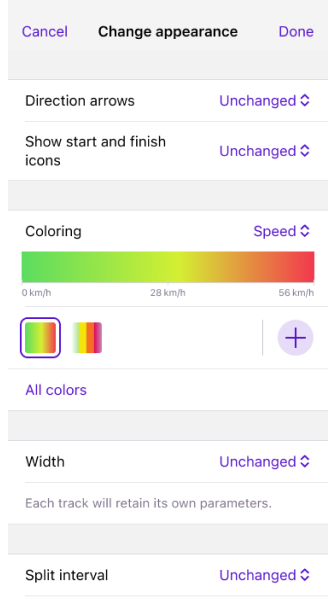 Cancel Change appearance Done
Direction arrows Unchanged
Show start and finish
icons Unchanged
Coloring Speed
0 km/h 28 km/h 56 km/h
All colors
Width Unchanged
Each track will retain its own parameters.
Split interval Unchanged